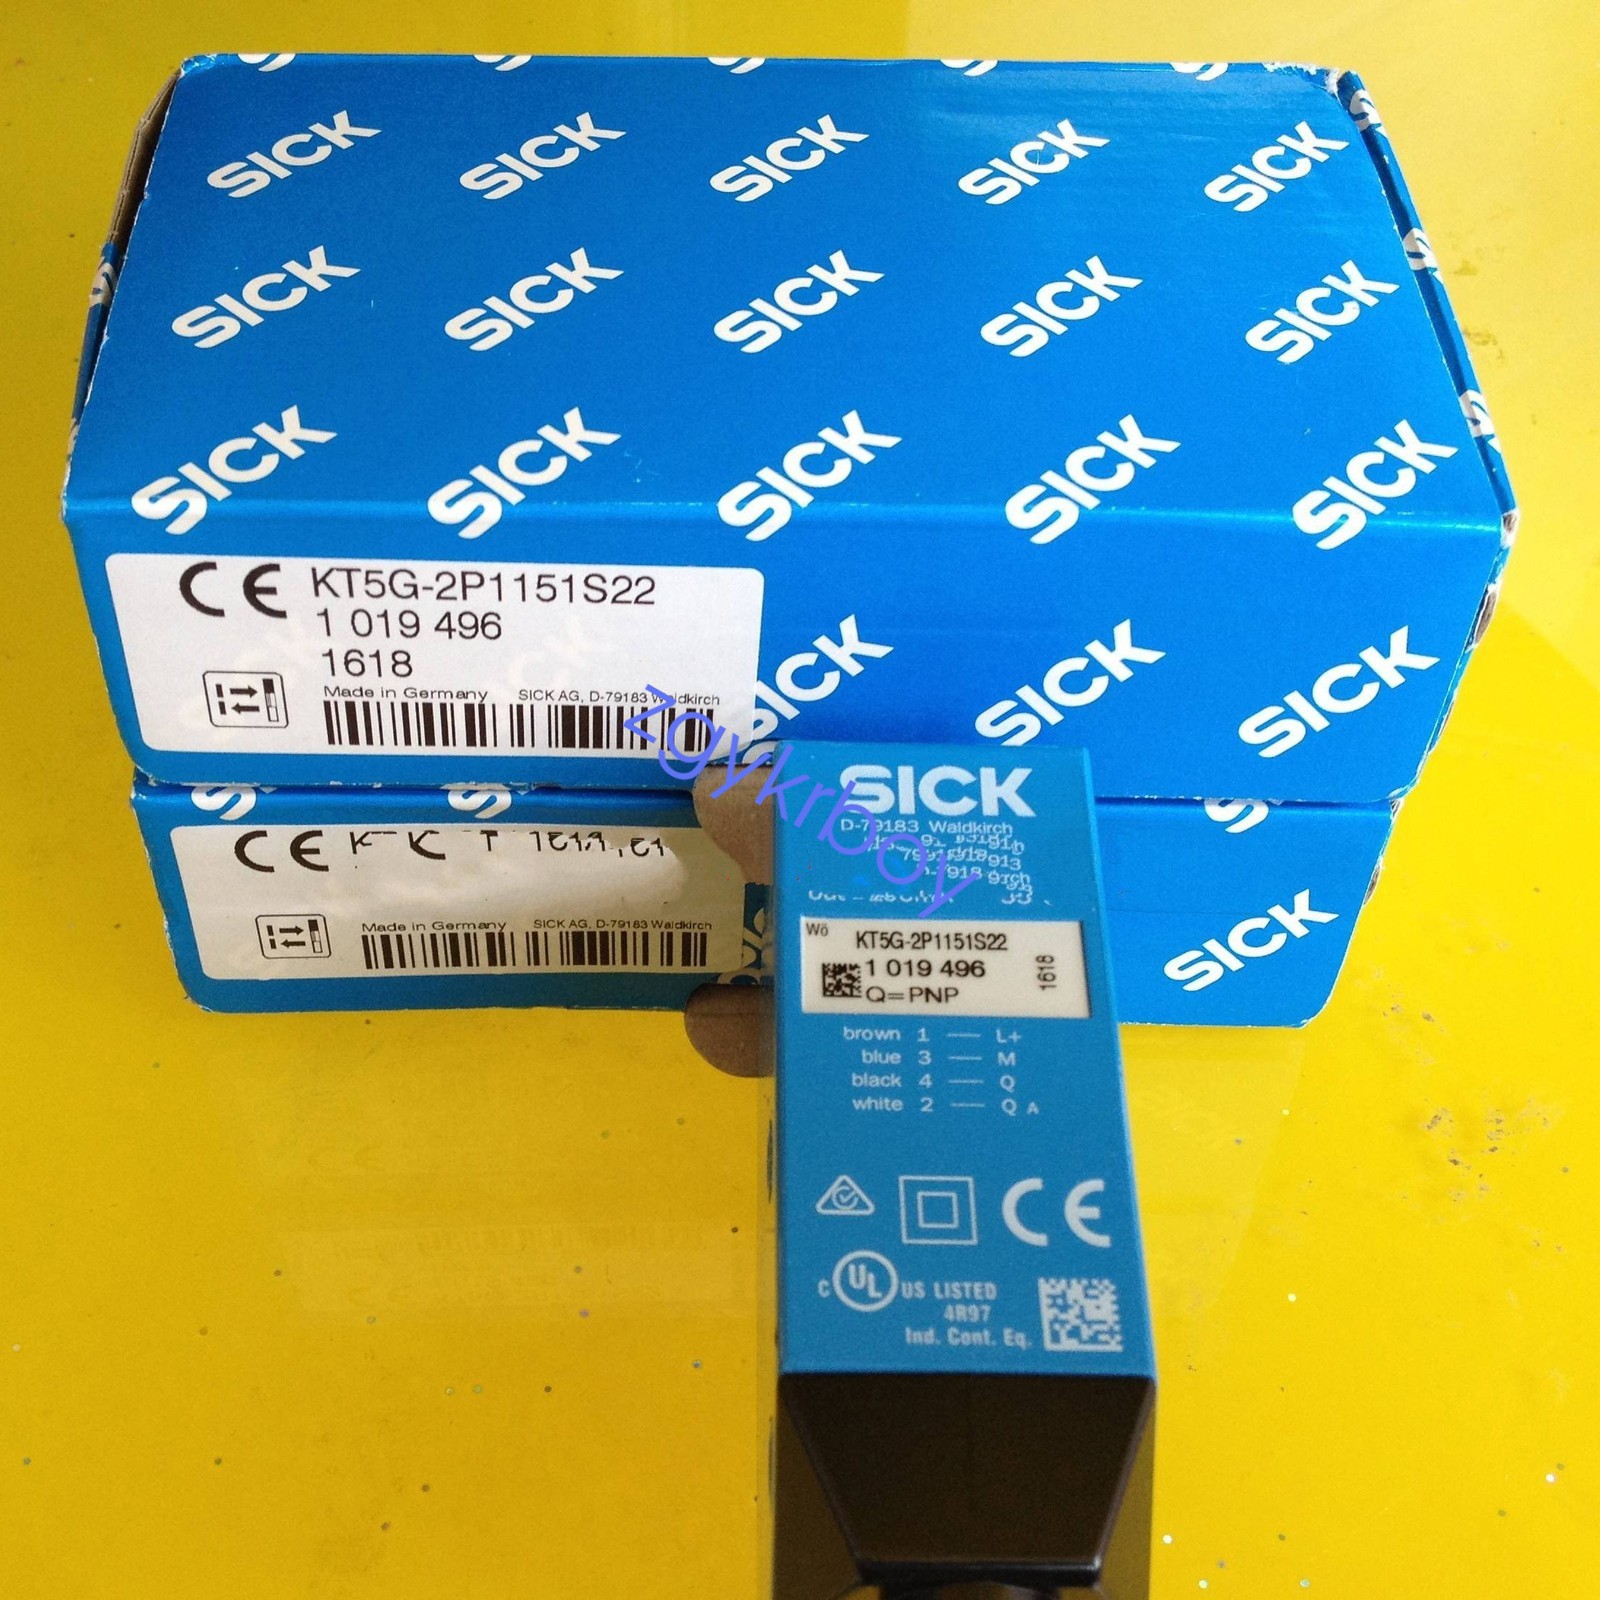 SICK SICK SICK SICK SICK
SICK SICK SICK SICK SICK
SICK SICK SICK SICK SICK
SICK SICK SICK
CE KT5G-2P1151S22
1 019 496
1618
Made in Germany SICK AG, D-79183 Waldkirch
zgykrboy
CE
Made in Germany SICK AG, D-79183 Waldkirch
SICK
SICK
D-79183 Waldkirch
Wö KT5G-2P1151S22
1 019 496
Q=PNP
1618
brown 1 — L+
blue 3 — M
black 4 — Q
white 2 — Q A
CE
C UL US LISTED
4R97
Ind. Cont. Eq.